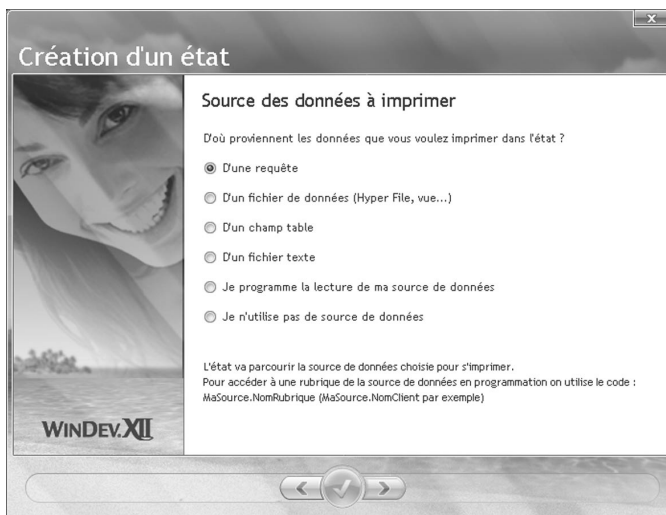 Création d'un état
Source des données à imprimer
D'où proviennent les données que vous voulez imprimer dans l'état ?
D'une requête
D'un fichier de données (Hyper File, vue...)
D'un champ table
D'un fichier texte
Je programme la lecture de ma source de données
Je n'utilise pas de source de données
L'état va parcourir la source de données choisie pour s'imprimer.
Pour accéder à une rubrique de la source de données en programmation on utilise le code :
MaSource.NomRubrique (MaSource.NomClient par exemple)
WINDEV.XII